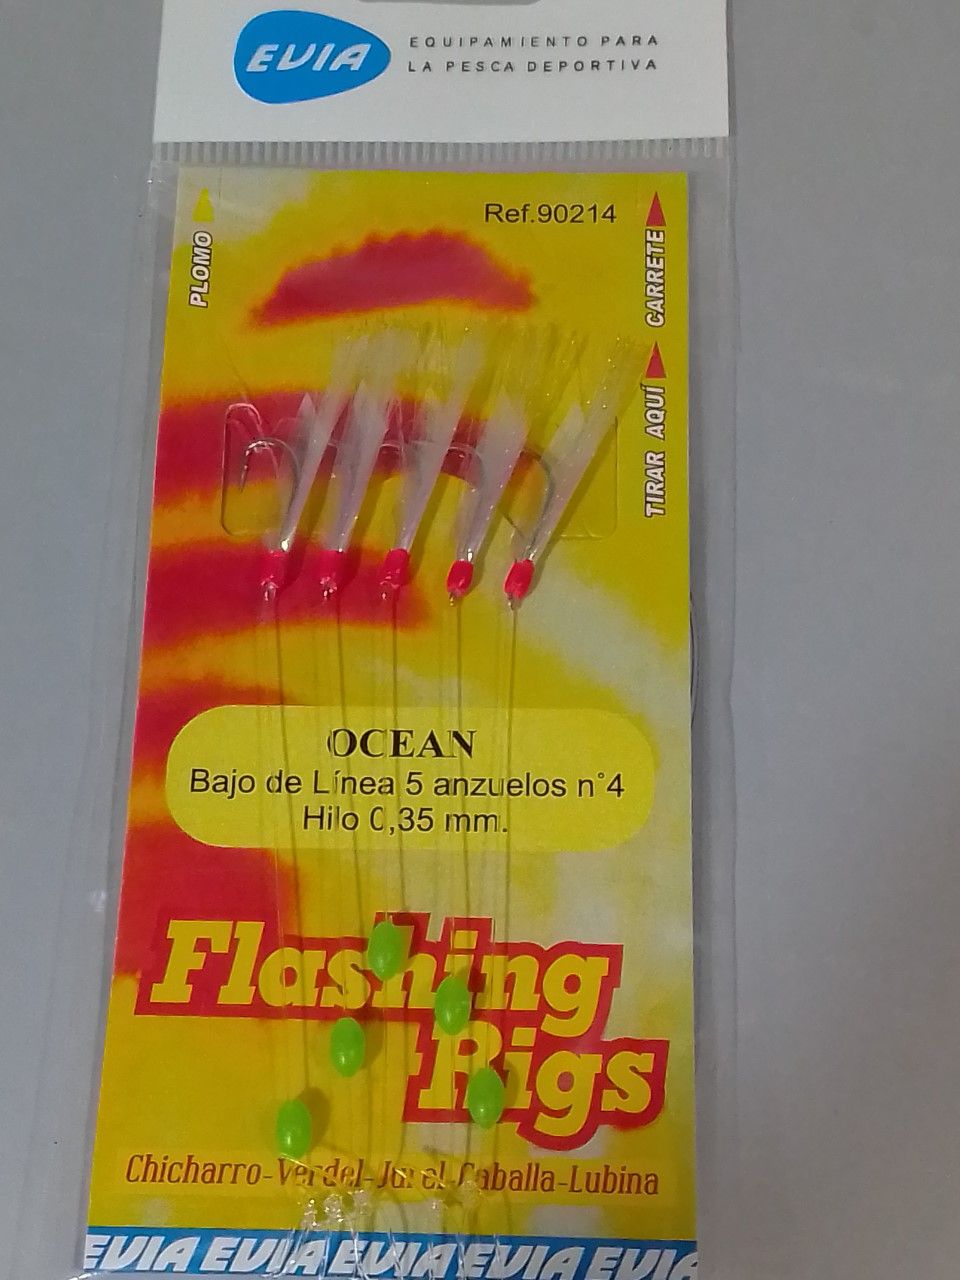 EVIA
EQUIPAMIENTO PARA
LA PESCA DEPORTIVA
Ref.90214
PLOMO
CARRETE
TIRAR AQUÍ
OCEAN
Bajo de Línea 5 anzuelos n°4
Hilo 0,35 mm.
Flashing
Rigs
Chicharro-Verdel-Jurel-Caballa-Lubina
EVIA EVIA EVIA EVIA EVIA